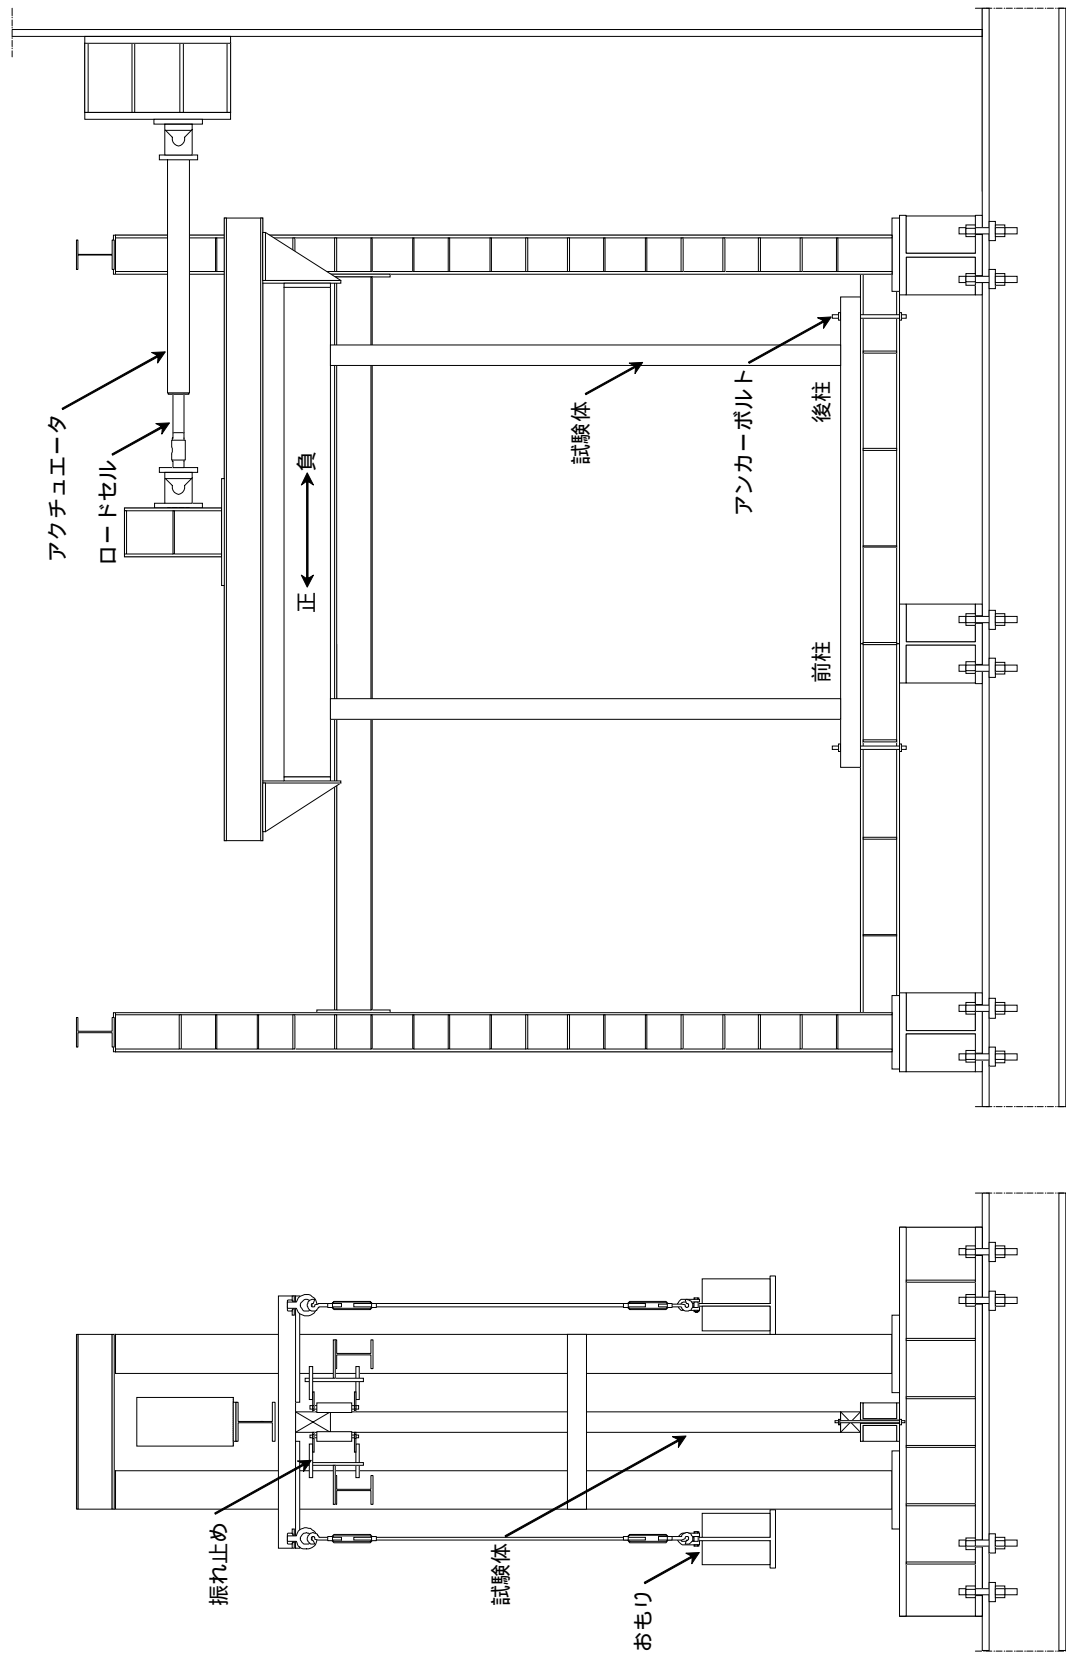 アクチュエータ
ロードセル
正
負
試験体
アンカーボルト
前柱
後柱
振れ止め
試験体
おもり